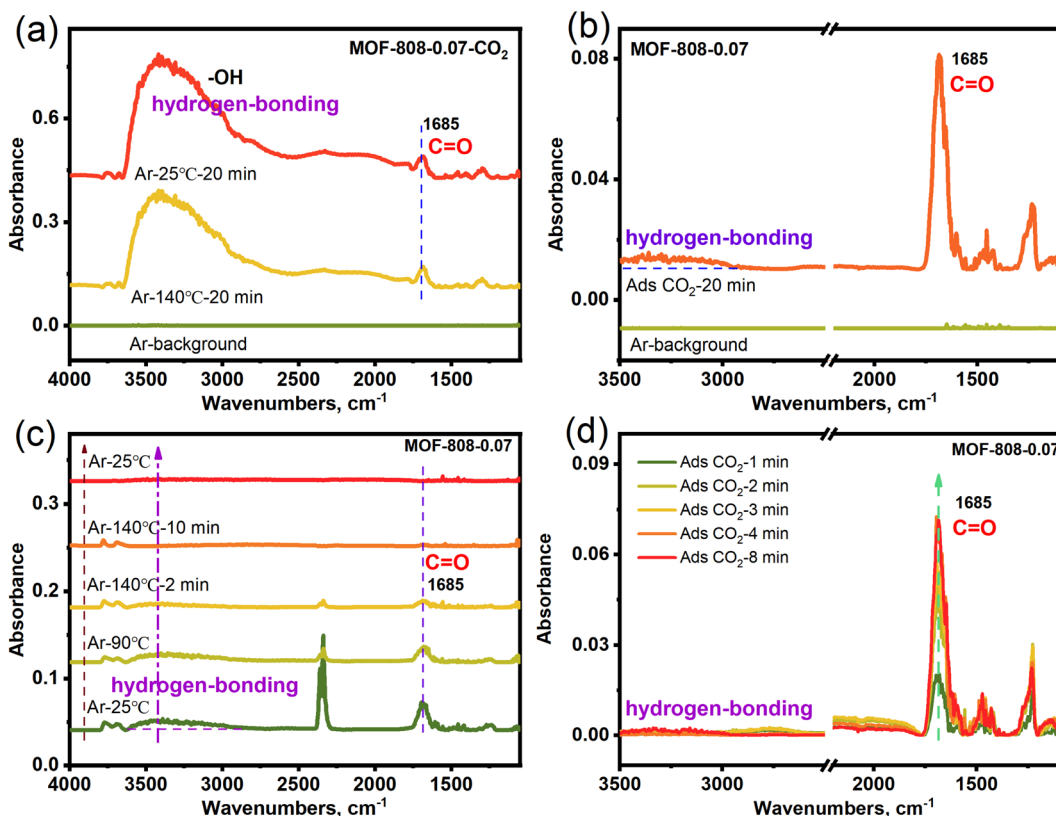 (a)
MOF-808-0.07-CO2
-OH
hydrogen-bonding
1685
C=O
Ar-25℃-20 min
Ar-140℃-20 min
Ar-background
0.6
0.3
0.0
Absorbance
4000 3500 3000 2500 2000 1500
Wavenumbers, cm-1
(b)
MOF-808-0.07
1685
C=O
hydrogen-bonding
Ads CO2-20 min
Ar-background
0.08
0.04
0.00
Absorbance
3500 3000 2000 1500
Wavenumbers, cm-1
(c)
MOF-808-0.07
Ar-25℃
Ar-140℃-10 min
C=O
Ar-140℃-2 min
1685
Ar-90℃
hydrogen-bonding
Ar-25℃
0.3
0.2
0.1
0.0
Absorbance
4000 3500 3000 2500 2000 1500
Wavenumbers, cm-1
(d)
MOF-808-0.07
Ads CO2-1 min
Ads CO2-2 min
Ads CO2-3 min
Ads CO2-4 min
Ads CO2-8 min
1685
C=O
hydrogen-bonding
0.09
0.06
0.03
0.00
Absorbance
3500 3000 2000 1500
Wavenumbers, cm-1